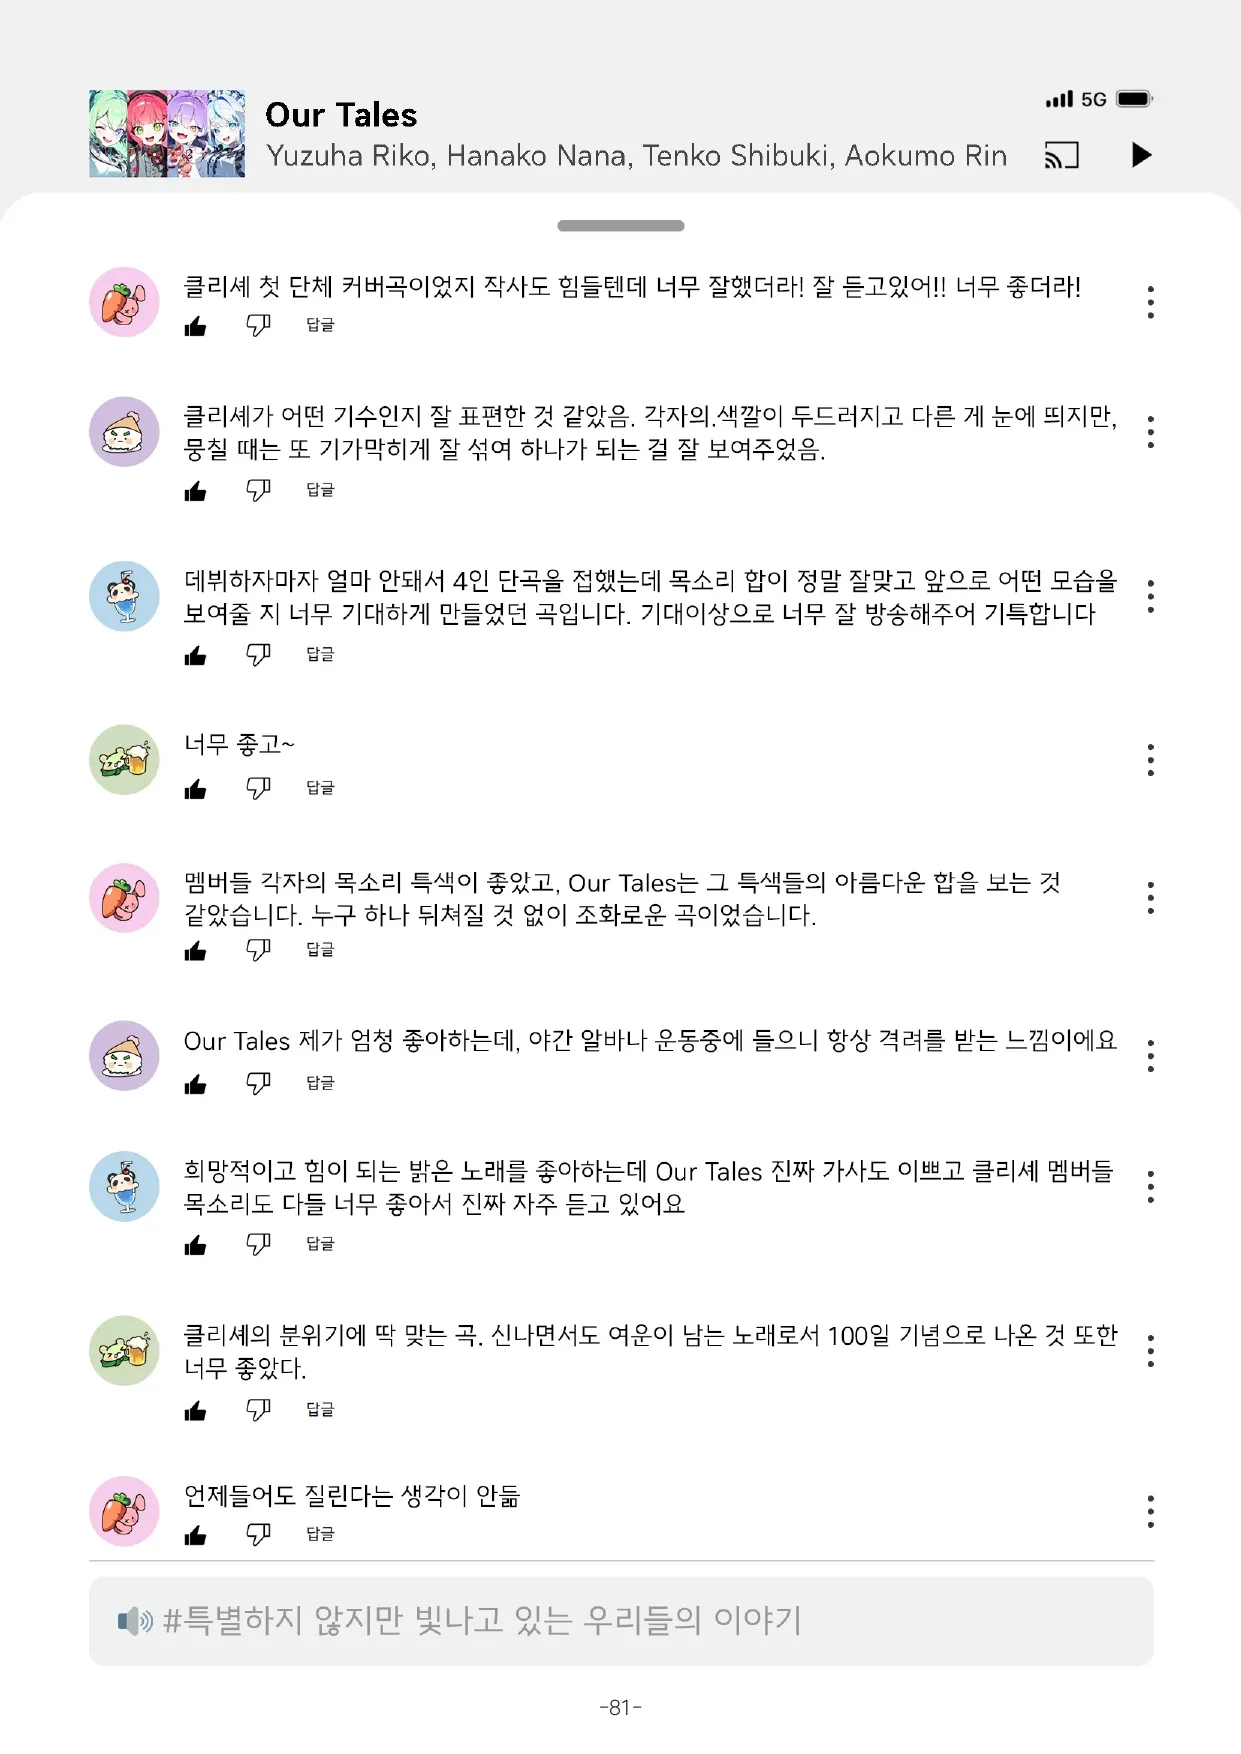 Our Tales
5G
Yuzuha Riko, Hanako Nana, Tenko Shibuki, Aokumo Rin
클리셰 첫 단체 커버곡이었지 작사도 힘들텐데 너무 잘했더라! 잘 듣고있어!! 너무 좋더라!
답글
클리셰가 어떤 기수인지 잘 표편한 것 같았음. 각자의.색깔이 두드러지고 다른 게 눈에 띄지만,
뭉칠 때는 또 기가막히게 잘 섞여 하나가 되는 걸 잘 보여주었음.
답글
데뷔하자마자 얼마 안돼서 4인 단곡을 접했는데 목소리 합이 정말 잘맞고 앞으로 어떤 모습을
보여줄 지 너무 기대하게 만들었던 곡입니다. 기대이상으로 너무 잘 방송해주어 기특합니다
답글
너무 좋고~
답글
멤버들 각자의 목소리 특색이 좋았고, Our Tales는 그 특색들의 아름다운 합을 보는 것
같았습니다. 누구 하나 뒤쳐질 것 없이 조화로운 곡이었습니다.
답글
Our Tales 제가 엄청 좋아하는데, 야간 알바나 운동중에 들으니 항상 격려를 받는 느낌이에요
답글
희망적이고 힘이 되는 밝은 노래를 좋아하는데 Our Tales 진짜 가사도 이쁘고 클리셰 멤버들
목소리도 다들 너무 좋아서 진짜 자주 듣고 있어요
답글
클리셰의 분위기에 딱 맞는 곡. 신나면서도 여운이 남는 노래로서 100일 기념으로 나온 것 또한
너무 좋았다.
답글
언제들어도 질린다는 생각이 안듦
답글
#특별하지 않지만 빛나고 있는 우리들의 이야기
-81-